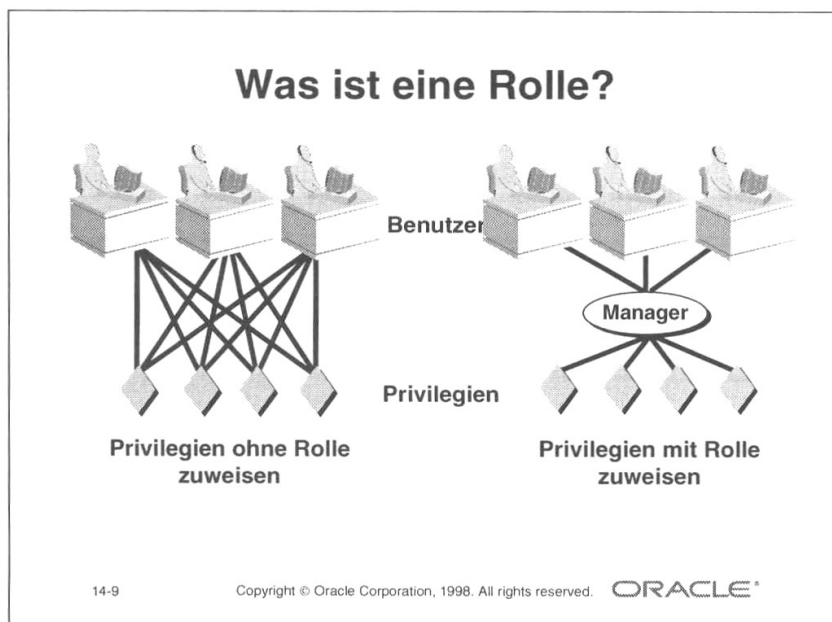 Was ist eine Rolle?
Benutzer
Manager
Privilegien
Privilegien ohne Rolle
zuweisen
Privilegien mit Rolle
zuweisen
14-9
Copyright © Oracle Corporation, 1998. All rights reserved.
ORACLE®